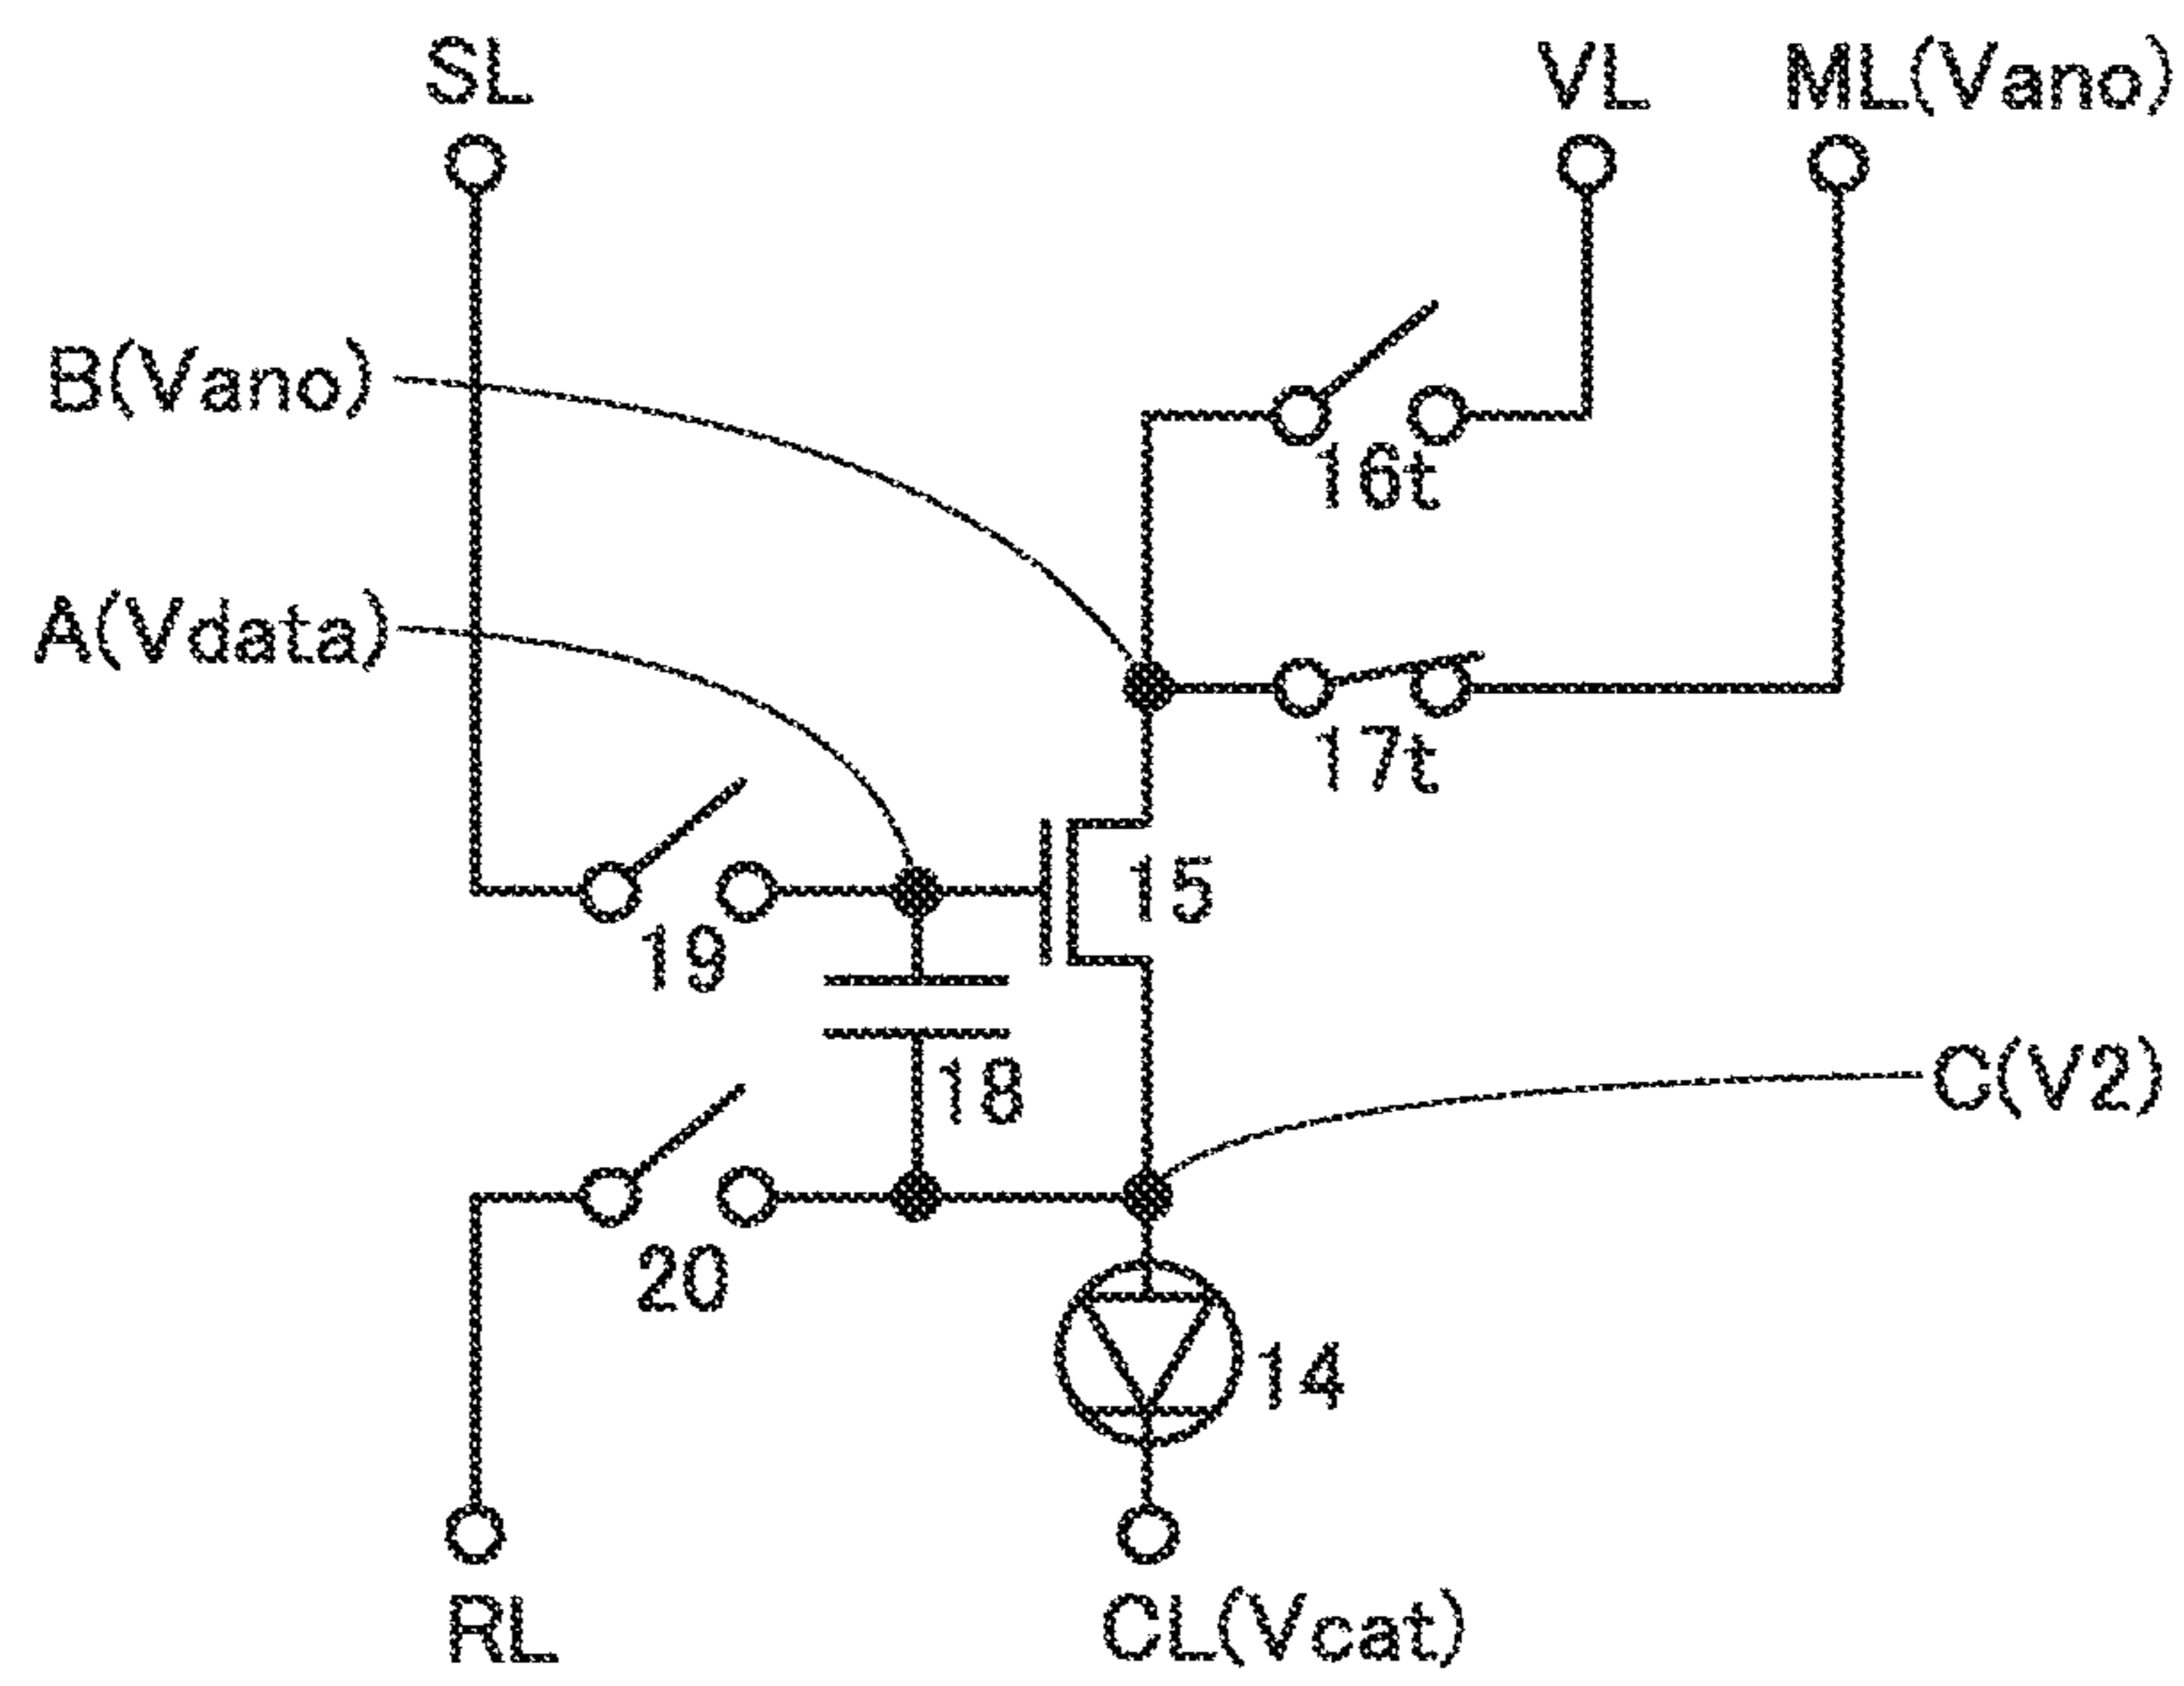 SL
VL
ML(Vano)
B(Vano)
16t
A(Vdata)
17t
15
19
18
C(V2)
20
14
RL
CL(Vcat)